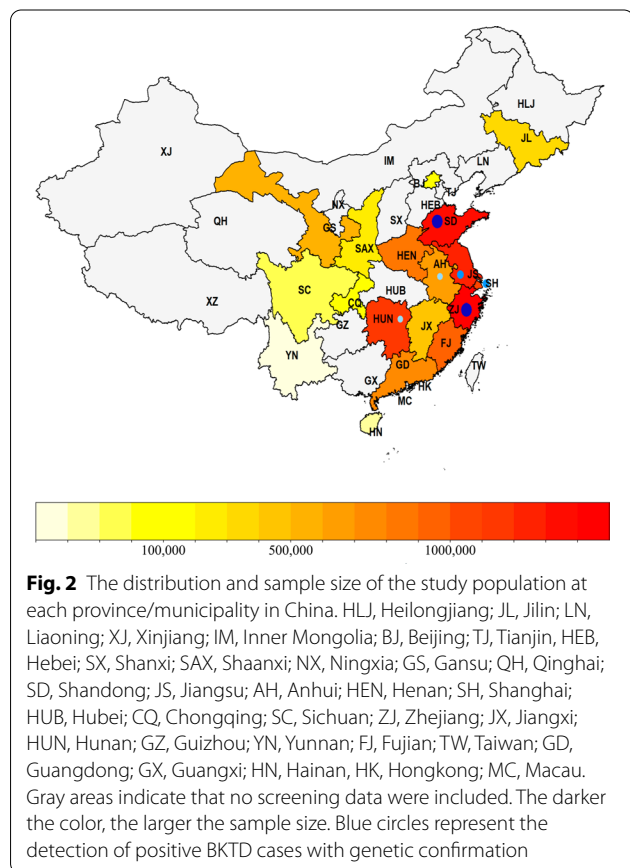 HLJ
JL
XJ
IM
LN
BJ
TJ
NX
HEB
SX
SD
QH
GS
SAX
HEN
AH
JS
SH
XZ
SC
HUB
CQ
ZJ
HUN
JX
GZ
FJ
YN
GD
TW
GX
HK
MC
HN
100,000 500,000 1000,000
Fig. 2 The distribution and sample size of the study population at
each province/municipality in China. HLJ, Heilongjiang; JL, Jilin; LN,
Liaoning; XJ, Xinjiang; IM, Inner Mongolia; BJ, Beijing; TJ, Tianjin, HEB,
Hebei; SX, Shanxi; SAX, Shaanxi; NX, Ningxia; GS, Gansu; QH, Qinghai;
SD, Shandong; JS, Jiangsu; AH, Anhui; HEN, Henan; SH, Shanghai;
HUB, Hubei; CQ, Chongqing; SC, Sichuan; ZJ, Zhejiang; JX, Jiangxi;
HUN, Hunan; GZ, Guizhou; YN, Yunnan; FJ, Fujian; TW, Taiwan; GD,
Guangdong; GX, Guangxi; HN, Hainan, HK, Hongkong; MC, Macau.
Gray areas indicate that no screening data were included. The darker
the color, the larger the sample size. Blue circles represent the
detection of positive BKTD cases with genetic confirmation